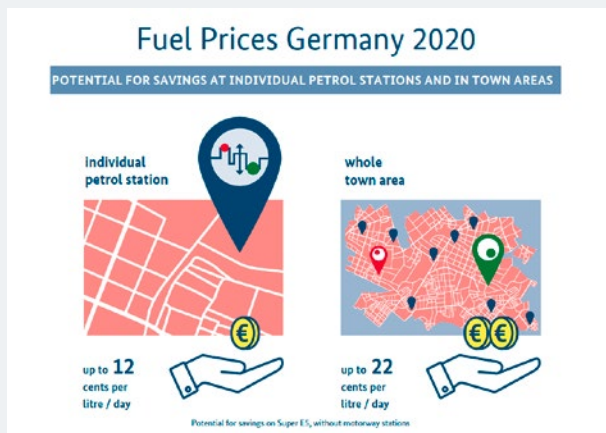 Fuel Prices Germany 2020
POTENTIAL FOR SAVINGS AT INDIVIDUAL PETROL STATIONS AND IN TOWN AREAS
individual
petrol station
whole
town area
€
€€
up to 12
cents per
litre / day
up to 22
cents per
litre / day
Potential for savings on Super E5, without motorway stations